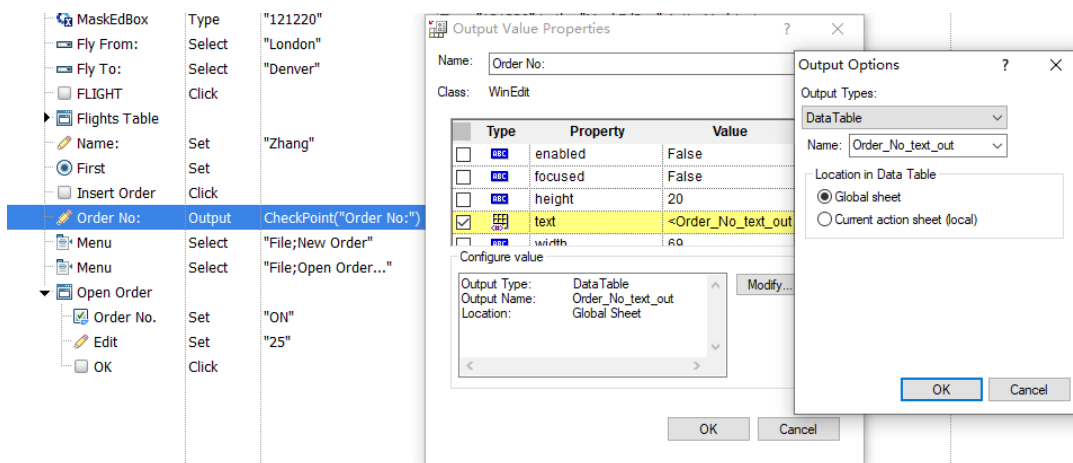 MaskEdBox Type "121220"
Fly From: Select "London"
Fly To: Select "Denver"
FLIGHT Click
Flights Table
Name: Set "Zhang"
First Set
Insert Order Click
Order No: Output CheckPoint("Order No:")
Menu Select "File;New Order"
Menu Select "File;Open Order..."
Open Order
Order No. Set "ON"
Edit Set "25"
OK Click
Output Value Properties ? ×
Name: Order No:
Class: WinEdit
Type Property Value
ABC enabled False
ABC focused False
ABC height 20
text <Order_No_text_out
ABC width 69
Configure value
Output Type: DataTable
Output Name: Order_No_text_out
Location: Global Sheet
Modify...
OK Cancel
Output Options ? ×
Output Types:
DataTable
Name: Order_No_text_out
Location in Data Table
Global sheet
Current action sheet (local)
OK Cancel